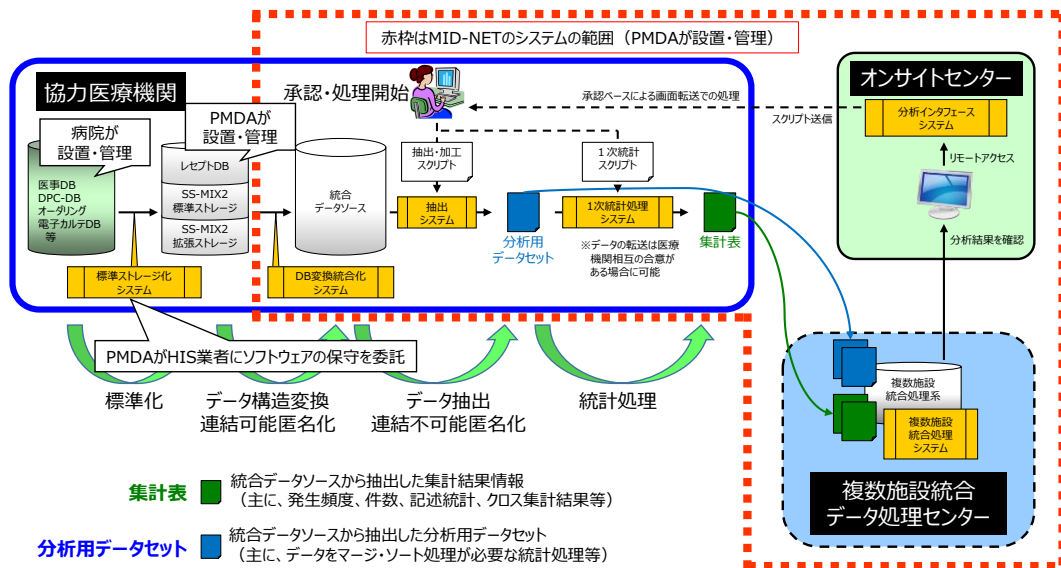 赤枠はMID-NETのシステムの範囲（PMDAが設置・管理）
協力医療機関
承認・処理開始
オンサイトセンター
病院が
設置・管理
PMDAが
設置・管理
承認ベースによる画面転送での処理
スクリプト送信
分析インタフェース
システム
医事DB
DPC-DB
オーダリング
電子カルテDB
等
レセプトDB
SS-MIX2
標準ストレージ
SS-MIX2
拡張ストレージ
統合
データソース
抽出・加工
スクリプト
１次統計
スクリプト
リモートアクセス
抽出
システム
1次統計処理
システム
分析用
データセット
※データの転送は医療
機関相互の合意が
ある場合に可能
集計表
分析結果を確認
標準ストレージ化
システム
DB変換統合化
システム
PMDAがHIS業者にソフトウェアの保守を委託
標準化
データ構造変換
連結可能匿名化
データ抽出
連結不可能匿名化
統計処理
複数施設
統合処理系
複数施設
統合処理
システム
複数施設統合
データ処理センター
集計表
統合データソースから抽出した集計結果情報
（主に、発生頻度、件数、記述統計、クロス集計結果等）
分析用データセット
統合データソースから抽出した分析用データセット
（主に、データをマージ・ソート処理が必要な統計処理等）